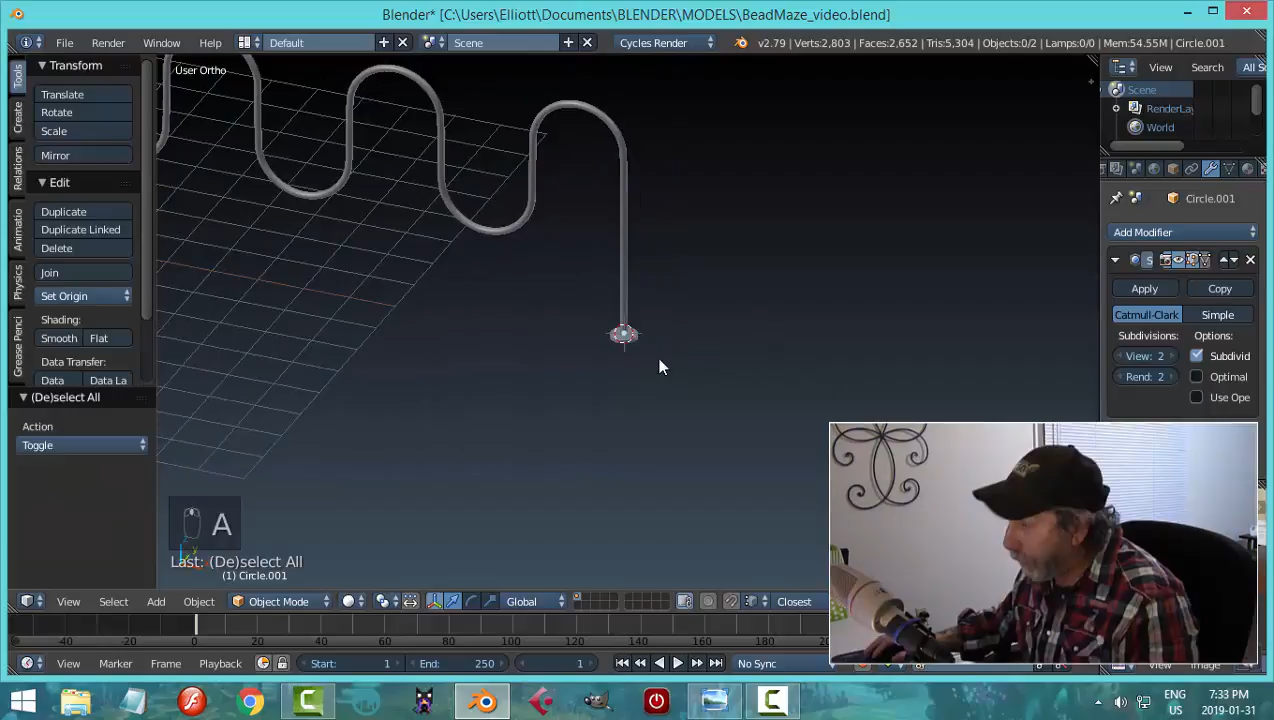 Blender* [C:\Users\Elliott\Documents\BLENDER\MODELS\BeadMaze_video.blend]
File Render Window Help Default Scene Cycles Render v2.79 | Verts:2,803 | Faces:2,652 | Tris:5,304 | Objects:0/2 | Lamps:0/0 | Mem:54.55M | Circle.001
Tools
Create
Relations
Animatio
Physics
Grease Penci
Transform
Translate
Rotate
Scale
Mirror
Edit
Duplicate
Duplicate Linked
Delete
Join
Set Origin
Shading:
Smooth Flat
Data Transfer:
Data Data La
(De)select All
Action
Toggle
User Ortho
A
Last: (De)select All
(1) Circle.001
View Search All Sc
Scene
RenderLay
World
Circle.001
Add Modifier
S
Apply Copy
Catmull-Clark Simple
Subdivisions: Options:
View: 2 Subdivid
Rend: 2 Optimal
Use Ope
View Select Add Object Object Mode Global Closest
-40 -20 0 20 40 60 80 100 120 140 160 180
View Marker Frame Playback Start: 1 End: 250 1 No Sync
ENG
US
7:33 PM
2019-01-31